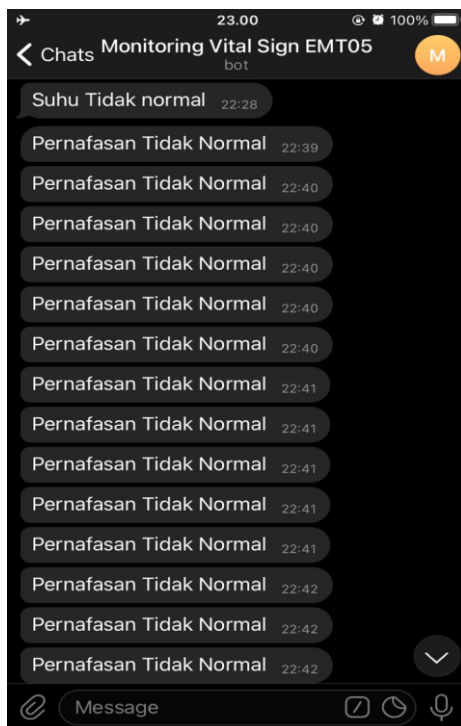 23.00
100%
Chats
Monitoring Vital Sign EMT05
bot
M
Suhu Tidak normal 22:28
Pernafasan Tidak Normal 22:39
Pernafasan Tidak Normal 22:40
Pernafasan Tidak Normal 22:40
Pernafasan Tidak Normal 22:40
Pernafasan Tidak Normal 22:40
Pernafasan Tidak Normal 22:40
Pernafasan Tidak Normal 22:41
Pernafasan Tidak Normal 22:41
Pernafasan Tidak Normal 22:41
Pernafasan Tidak Normal 22:41
Pernafasan Tidak Normal 22:41
Pernafasan Tidak Normal 22:42
Pernafasan Tidak Normal 22:42
Pernafasan Tidak Normal 22:42
Message